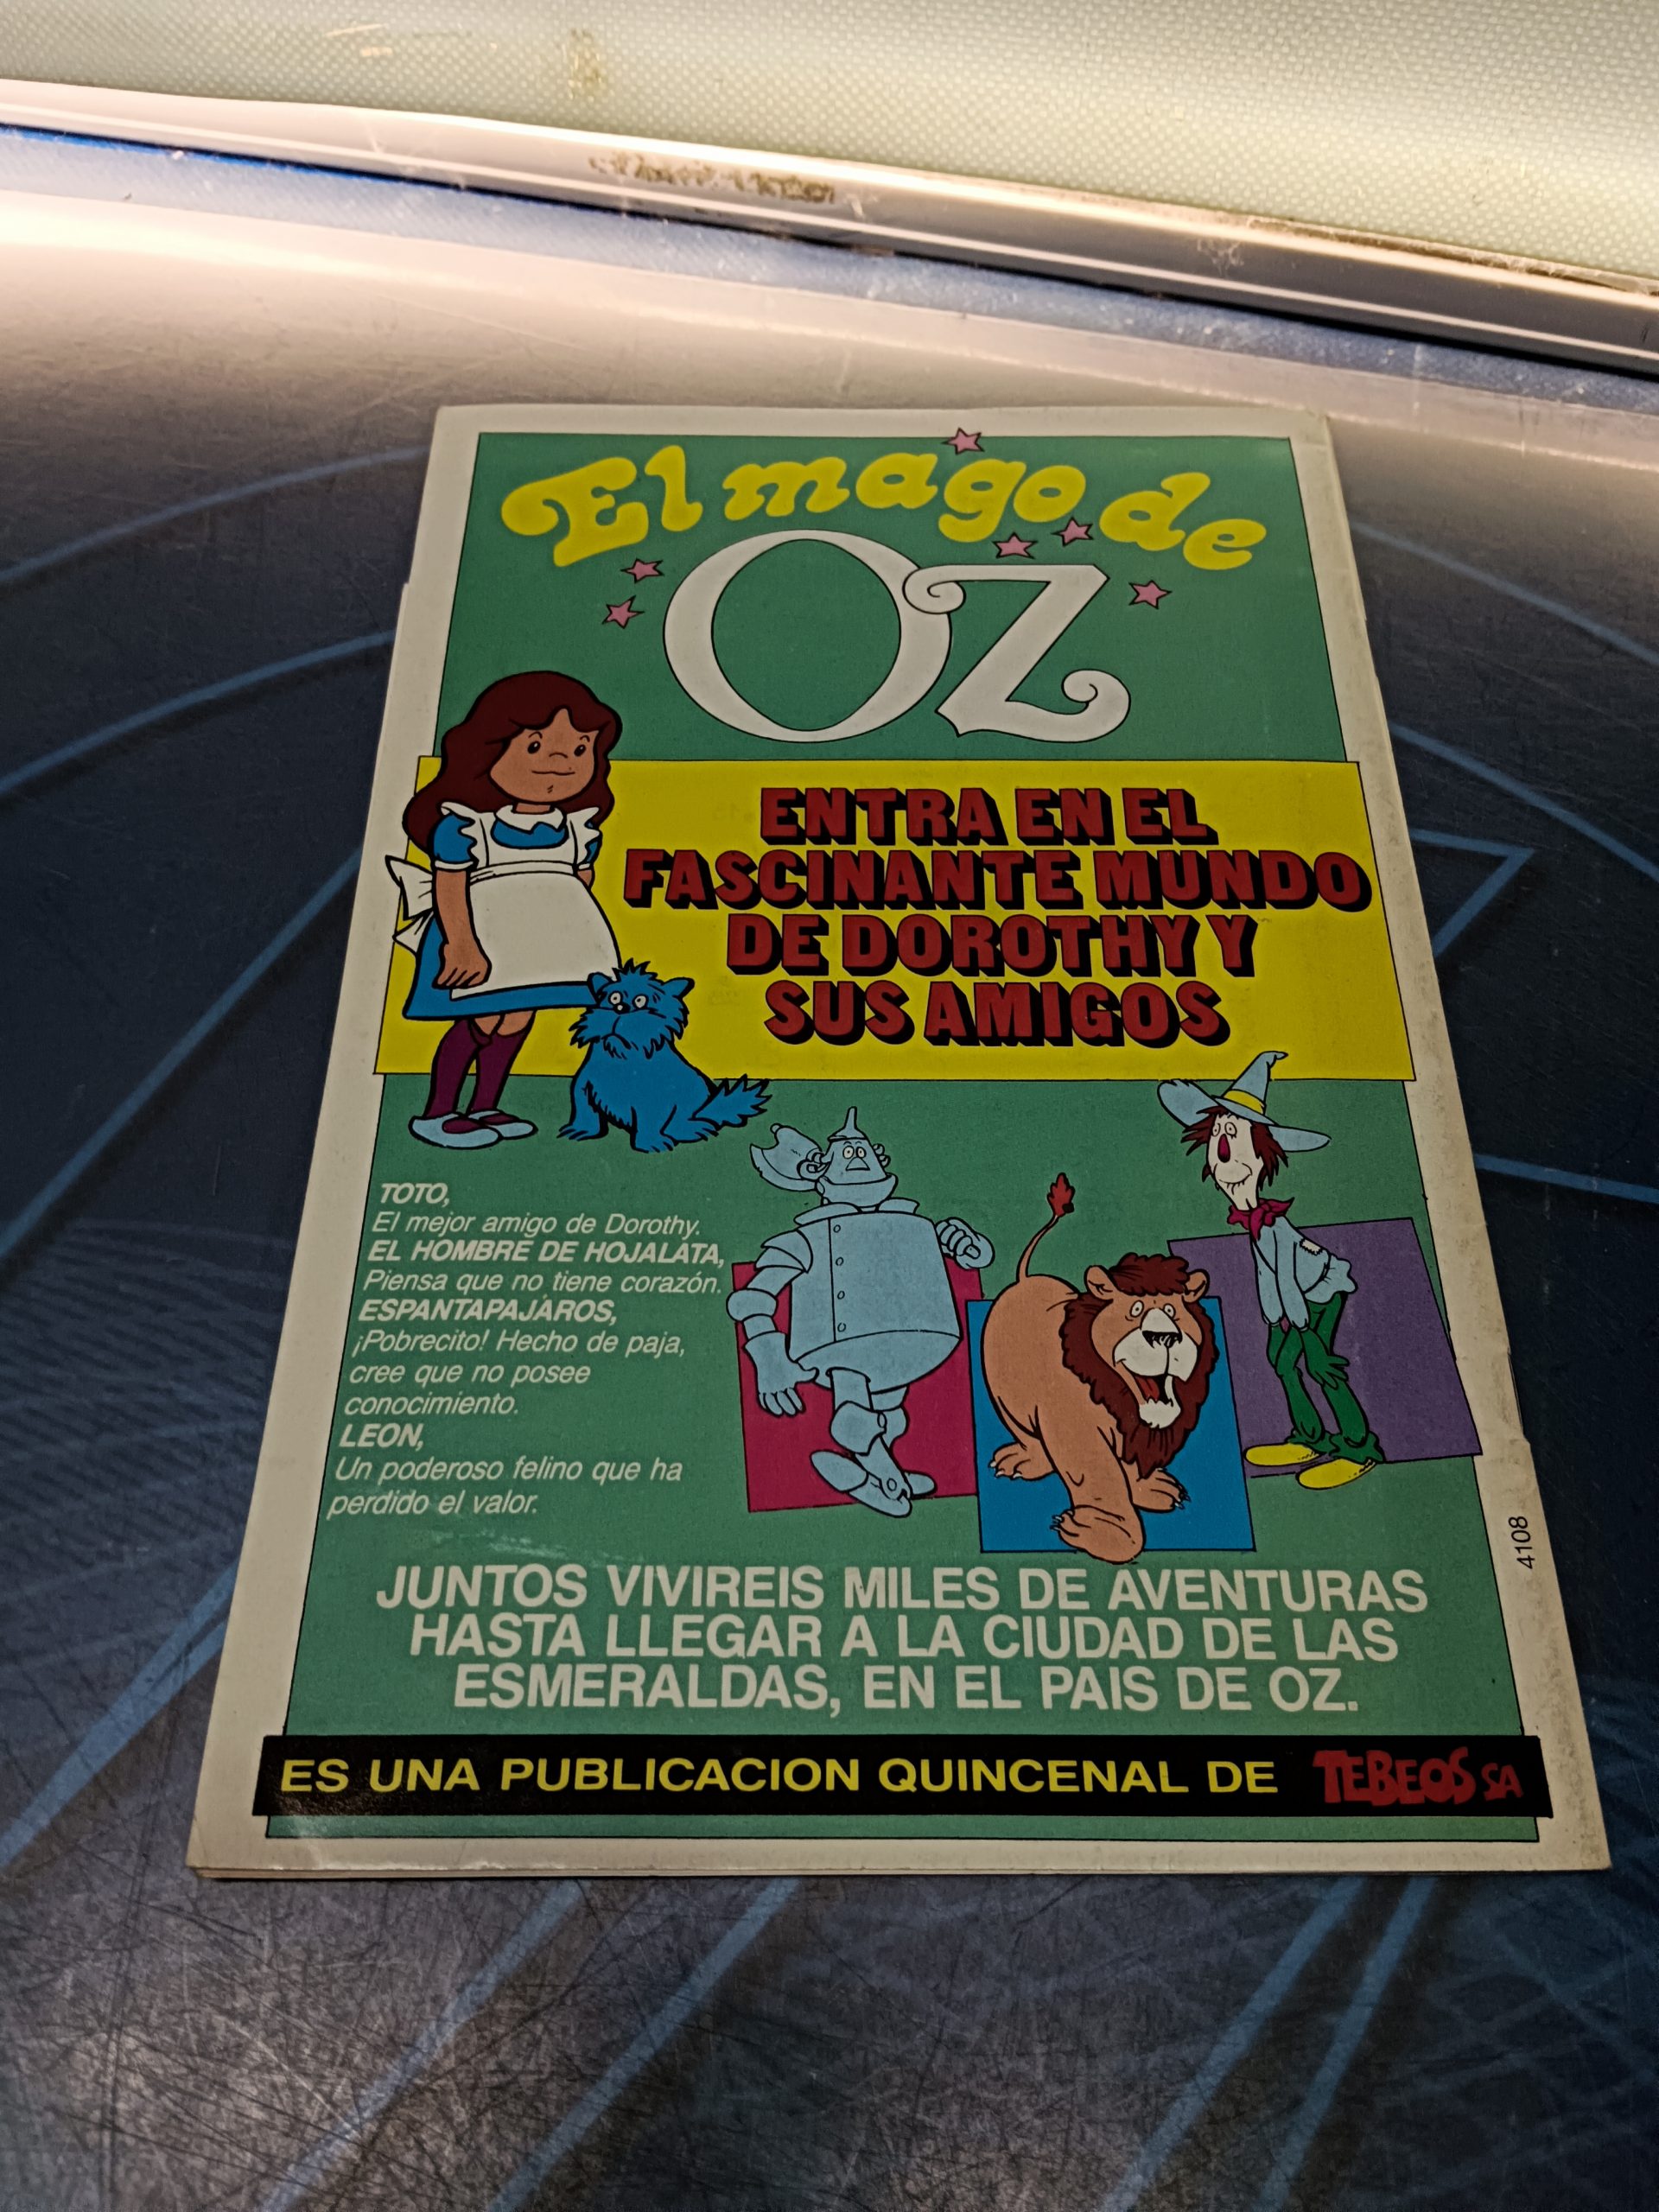 El mago de
OZ
ENTRA EN EL
FASCINANTE MUNDO
DE DOROTHY Y
SUS AMIGOS
TOTO,
El mejor amigo de Dorothy.
EL HOMBRE DE HOJALATA,
Piensa que no tiene corazón.
ESPANTAPAJAROS,
¡Pobrecito! Hecho de paja,
cree que no posee
conocimiento.
LEON,
Un poderoso felino que ha
perdido el valor.
4108
JUNTOS VIVIREIS MILES DE AVENTURAS
HASTA LLEGAR A LA CIUDAD DE LAS
ESMERALDAS, EN EL PAIS DE OZ.
ES UNA PUBLICACION QUINCENAL DE TEBEOS SA